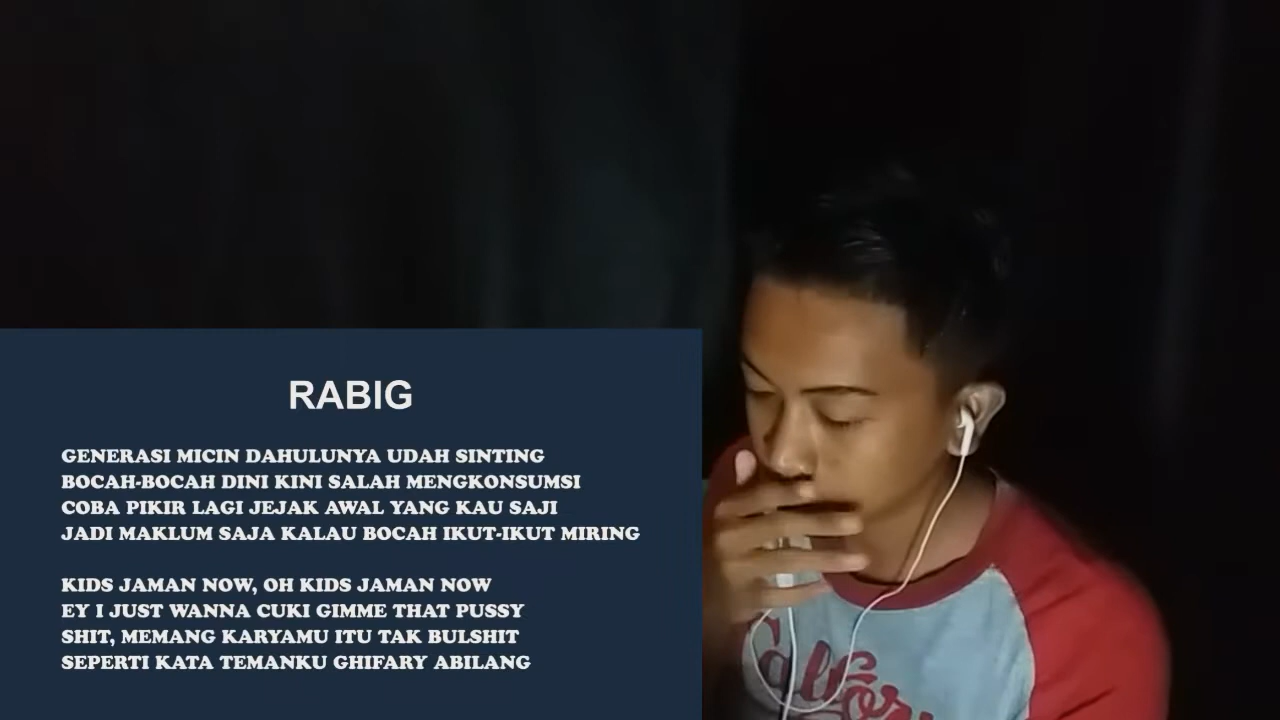 RABIG
GENERASI MICIN DAHULUNYA UDAH SINTING
BOCAH-BOCAH DINI KINI SALAH MENGKONSUMSI
COBA PIKIR LAGI JEJAK AWAL YANG KAU SAJI
JADI MAKLUM SAJA KALAU BOCAH IKUT-IKUT MIRING
KIDS JAMAN NOW, OH KIDS JAMAN NOW
EY I JUST WANNA CUKI GIMME THAT PUSSY
SHIT, MEMANG KARYAMU ITU TAK BULSHIT
SEPERTI KATA TEMANKU GHIFARY ABILANG